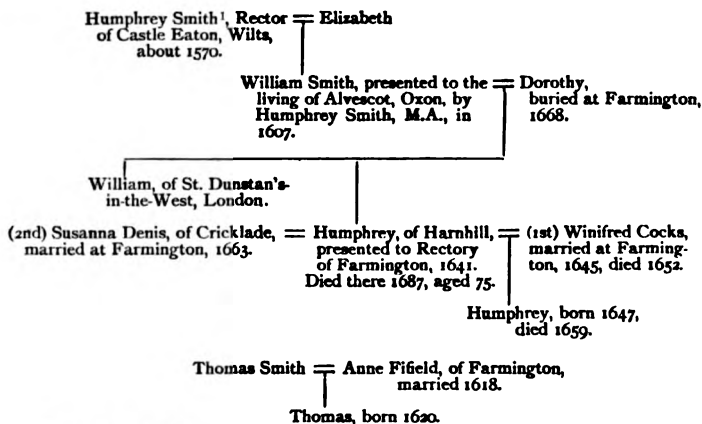 Humphrey Smith¹, Rector = Elizabeth
of Castle Eaton, Wilts,
about 1570.
William Smith, presented to the = Dorothy,
living of Alvescot, Oxon, by buried at Farmington,
Humphrey Smith, M.A., in 1668.
1607.
William, of St. Dunstan's-
in-the-West, London.
(2nd) Susanna Denis, of Cricklade, = Humphrey, of Harnhill, = (1st) Winifred Cocks,
married at Farmington, 1663. presented to Rectory married at Farming-
of Farmington, 1641. ton, 1645, died 1652.
Died there 1687, aged 75.
Humphrey, born 1647,
died 1659.
Thomas Smith = Anne Fifield, of Farmington,
married 1618.
Thomas, born 1620.